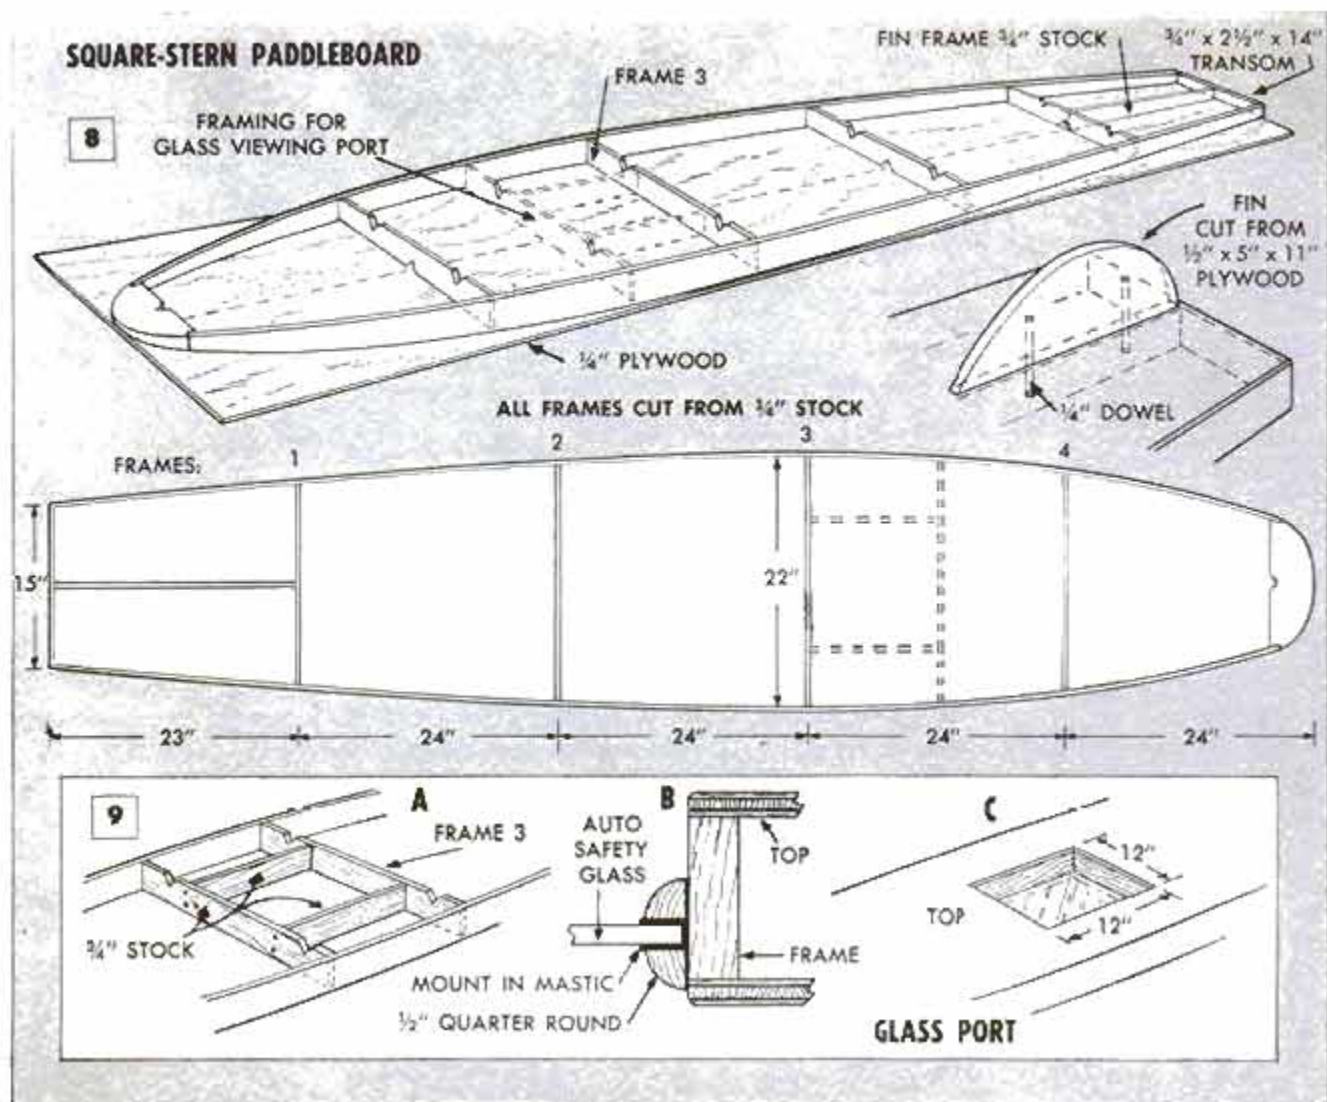 SQUARE-STERN PADDLEBOARD
8
FRAMING FOR
GLASS VIEWING PORT
FRAME 3
FIN FRAME ¾" STOCK
¾" x 2½" x 14"
TRANSOM
FIN
CUT FROM
½" x 5" x 11"
PLYWOOD
¼" PLYWOOD
¼" DOWEL
ALL FRAMES CUT FROM ¾" STOCK
FRAMES:
1
2
3
4
15"
22"
23"
24"
24"
24"
24"
9
A
FRAME 3
¾" STOCK
B
AUTO
SAFETY
GLASS
TOP
FRAME
MOUNT IN MASTIC
½" QUARTER ROUND
C
12"
12"
TOP
GLASS PORT